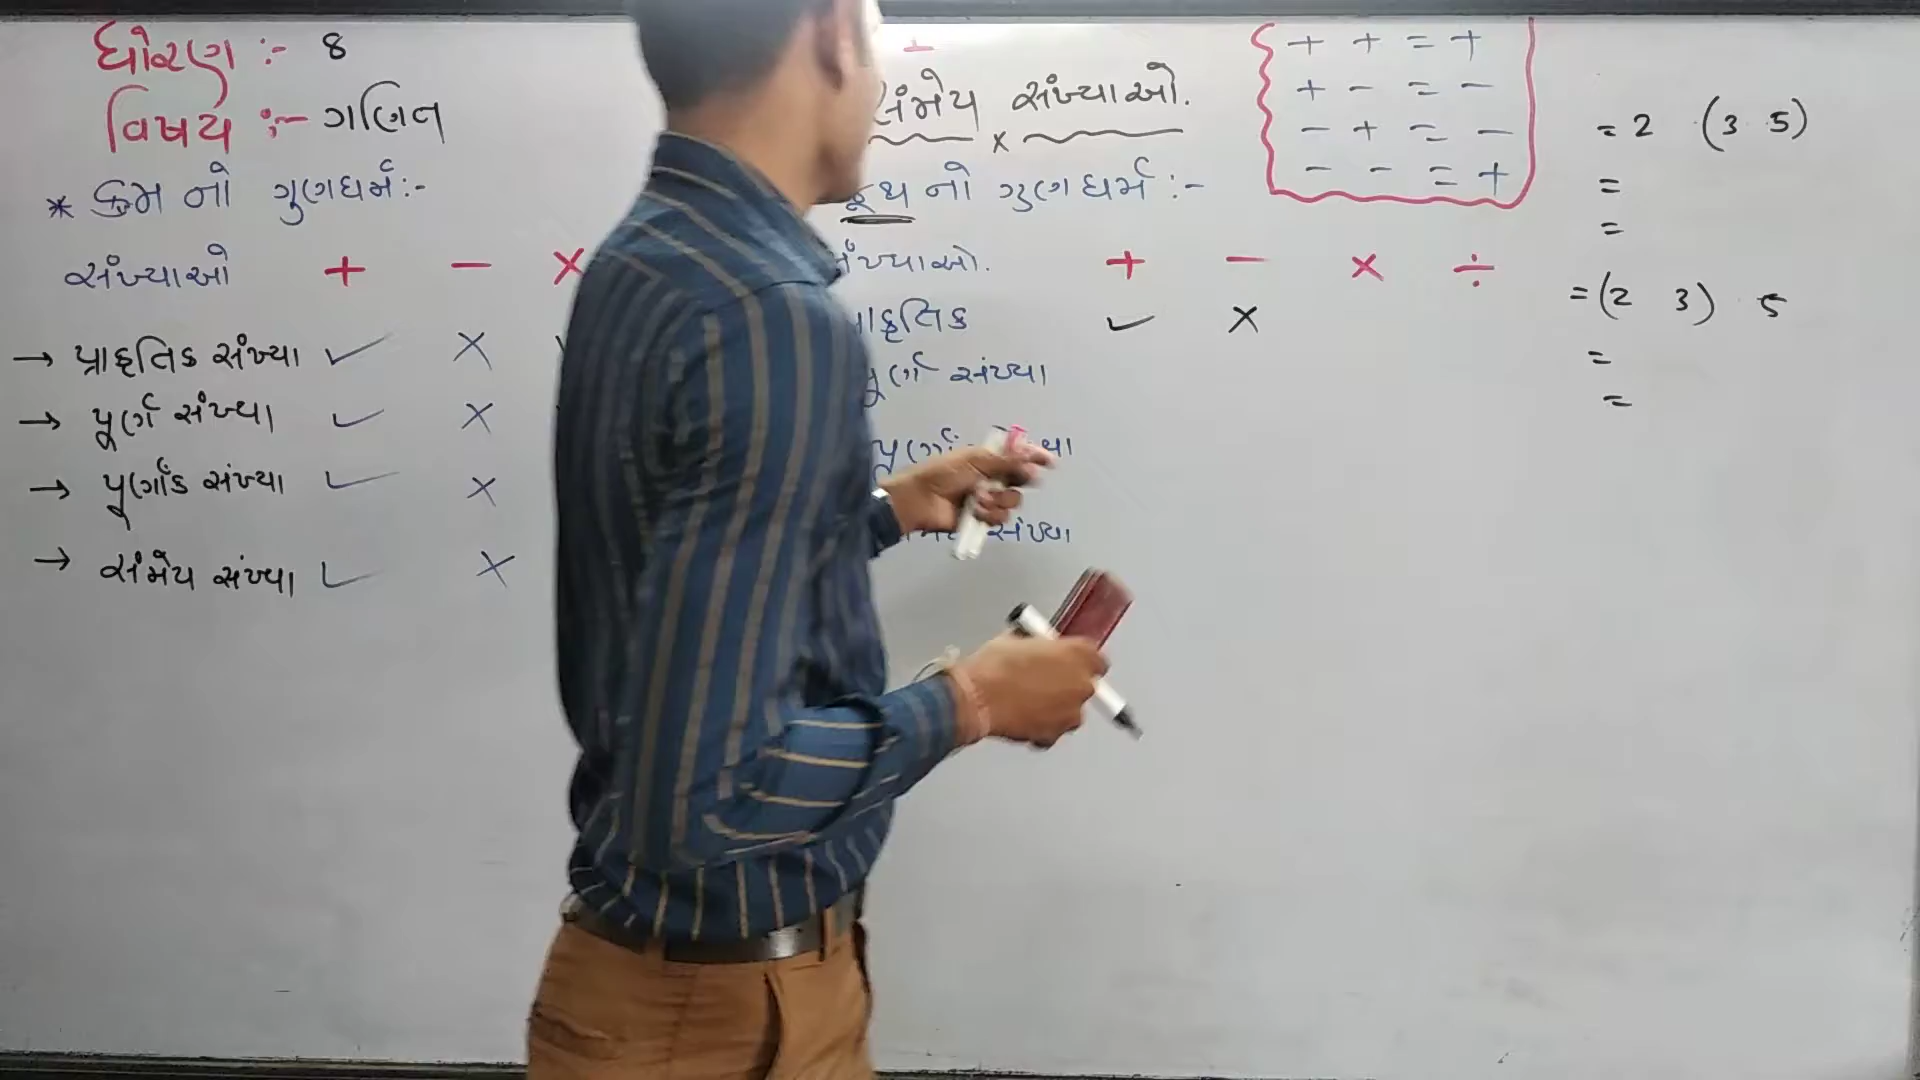 ધોરણ :- 8
વિષય :- ગણિત
* ક્રમ નો ગુણધર્મ :-
સંખ્યાઓ + - ×
→ પ્રાકૃતિક સંખ્યા ✓ ×
→ પૂર્ણ સંખ્યા ✓ ×
→ પૂર્ણાંક સંખ્યા ✓ ×
→ સંમેય સંખ્યા ✓ ×
સંમેય સંખ્યાઓ.
×
જૂથ નો ગુણધર્મ :-
સંખ્યાઓ. + - × ÷
પ્રાકૃતિક ✓ ×
પૂર્ણ સંખ્યા
સંખ્યા
+ + = +
+ - = -
- + = -
- - = +
= 2 (3 5)
=
=
= (2 3) 5
=
=